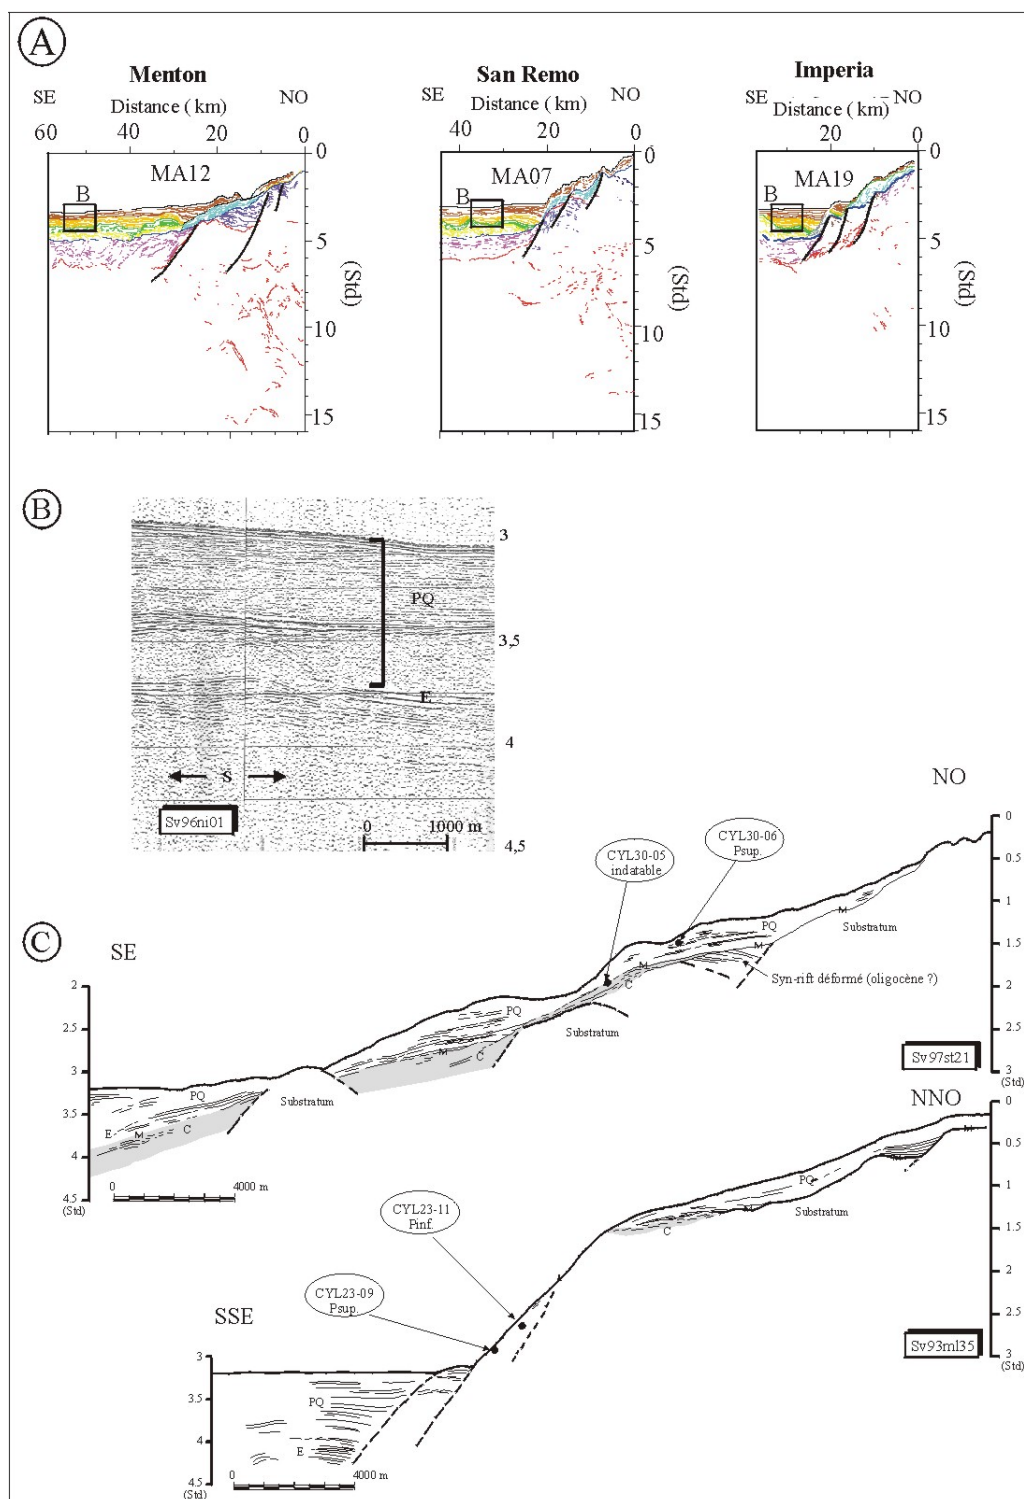 A
Menton
San Remo
Imperia
SE
NO
SE
NO
SE
NO
Distance ( km)
Distance ( km)
Distance ( km)
60
40
20
0
40
20
0
20
0
MA12
MA07
MA19
B
B
B
0
5
10
15
(Std)
0
5
10
15
(Std)
0
5
10
15
(Std)
B
3
PQ
3,5
E
4
S
Sv96ni01
0
1000 m
4,5
C
NO
SE
CYL30-05
indatable
CYL30-06
Psup.
0
0.5
1
1.5
2
2.5
3
(Std)
M
Substratum
PQ
M
Syn-rift déformé (oligocène ?)
M
C
Substratum
Sv97st21
2
2.5
3
3.5
4
4.5
(Std)
PQ
M
C
PQ
Substratum
E
M
C
0
4000 m
NNO
0
0.5
1
1.5
2
2.5
3
(Std)
M
M
PQ
M
Substratum
C
CYL23-11
Pinf.
CYL23-09
Psup.
SSE
Sv93ml35
3
3.5
4
4.5
(Std)
PQ
E
0
4000 m